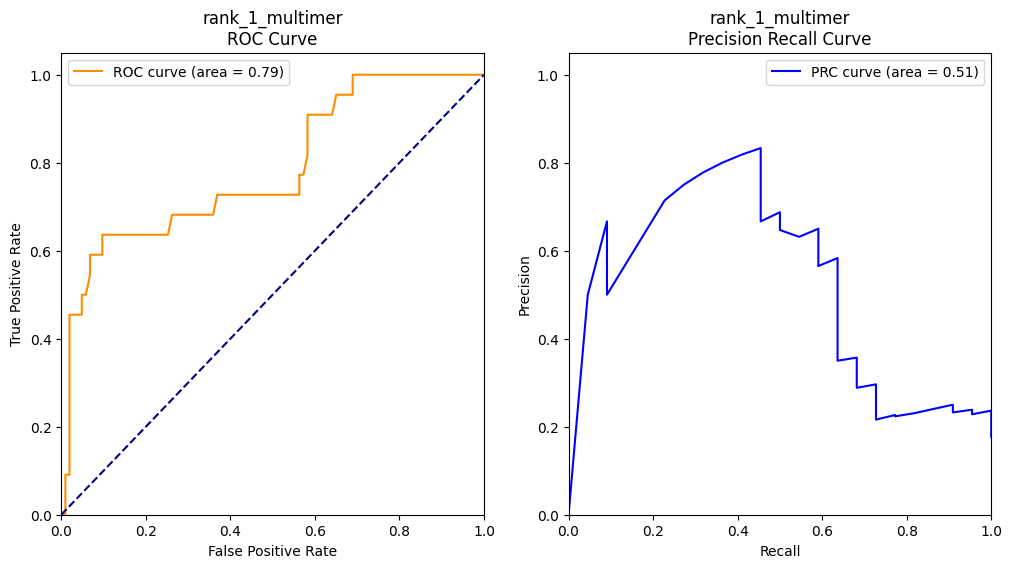 rank_1_multimer
ROC Curve
ROC curve (area = 0.79)
1.0
0.8
0.6
0.4
0.2
0.0
True Positive Rate
0.0 0.2 0.4 0.6 0.8 1.0
False Positive Rate
rank_1_multimer
Precision Recall Curve
PRC curve (area = 0.51)
1.0
0.8
0.6
0.4
0.2
0.0
Precision
0.0 0.2 0.4 0.6 0.8 1.0
Recall